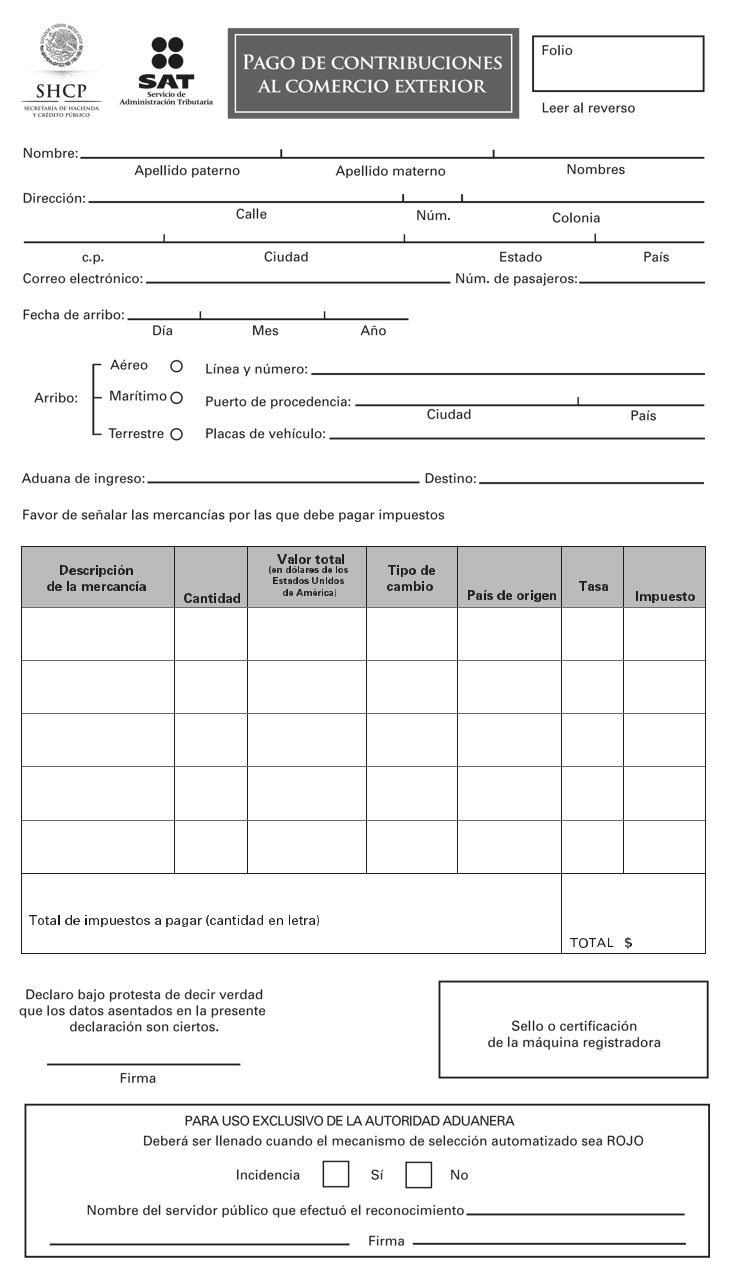 ESTADOS UNIDOS MEXICANOS
SHCP
SECRETARÍA DE HACIENDA
Y CRÉDITO PÚBLICO
SAT
Servicio de
Administración Tributaria
PAGO DE CONTRIBUCIONES
AL COMERCIO EXTERIOR
Folio
Leer al reverso
Nombre:
Apellido paterno Apellido materno Nombres
Dirección:
Calle Núm. Colonia
c.p. Ciudad Estado País
Correo electrónico: Núm. de pasajeros:
Fecha de arribo:
Día Mes Año
Arribo:
Aéreo Línea y número:
Marítimo Puerto de procedencia:
Ciudad País
Terrestre Placas de vehículo:
Aduana de ingreso: Destino:
Favor de señalar las mercancías por las que debe pagar impuestos
Descripción
de la mercancía
Cantidad
Valor total
(en dólares de los
Estados Unidos
de América)
Tipo de
cambio
País de origen
Tasa
Impuesto
Total de impuestos a pagar (cantidad en letra)
TOTAL $
Declaro bajo protesta de decir verdad
que los datos asentados en la presente
declaración son ciertos.
Firma
Sello o certificación
de la máquina registradora
PARA USO EXCLUSIVO DE LA AUTORIDAD ADUANERA
Deberá ser llenado cuando el mecanismo de selección automatizado sea ROJO
Incidencia Sí No
Nombre del servidor público que efectuó el reconocimiento
Firma